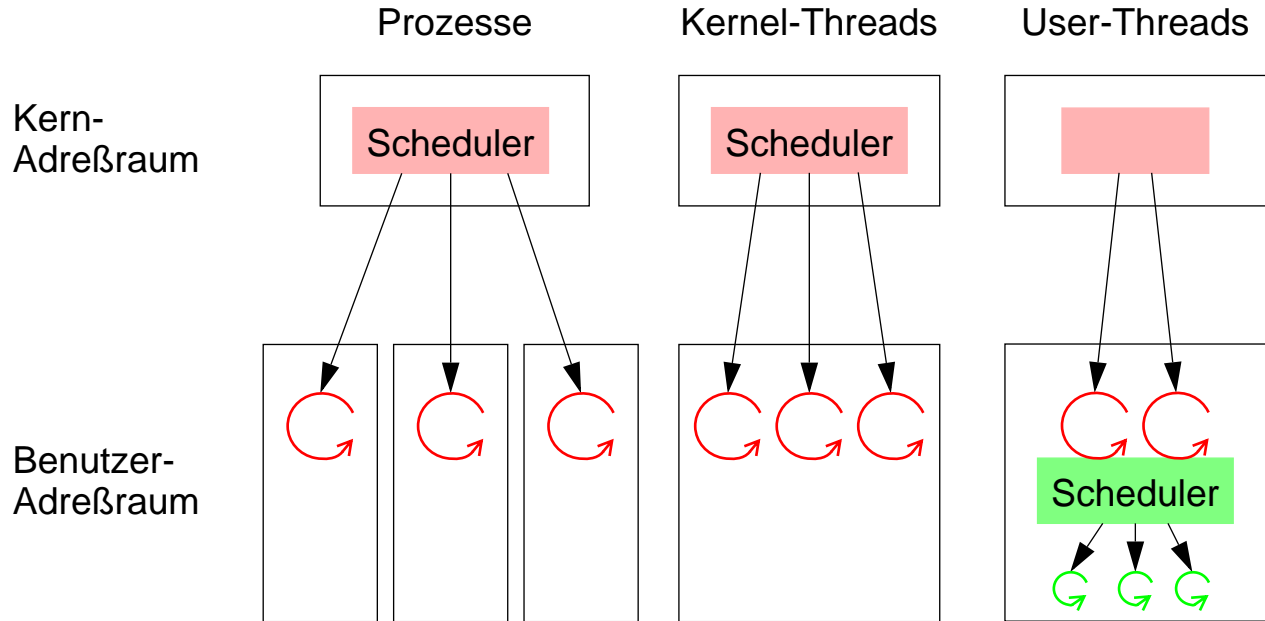 Prozesse
Kernel-Threads
User-Threads
Kern-
Adreßraum
Scheduler
Scheduler
Benutzer-
Adreßraum
Scheduler